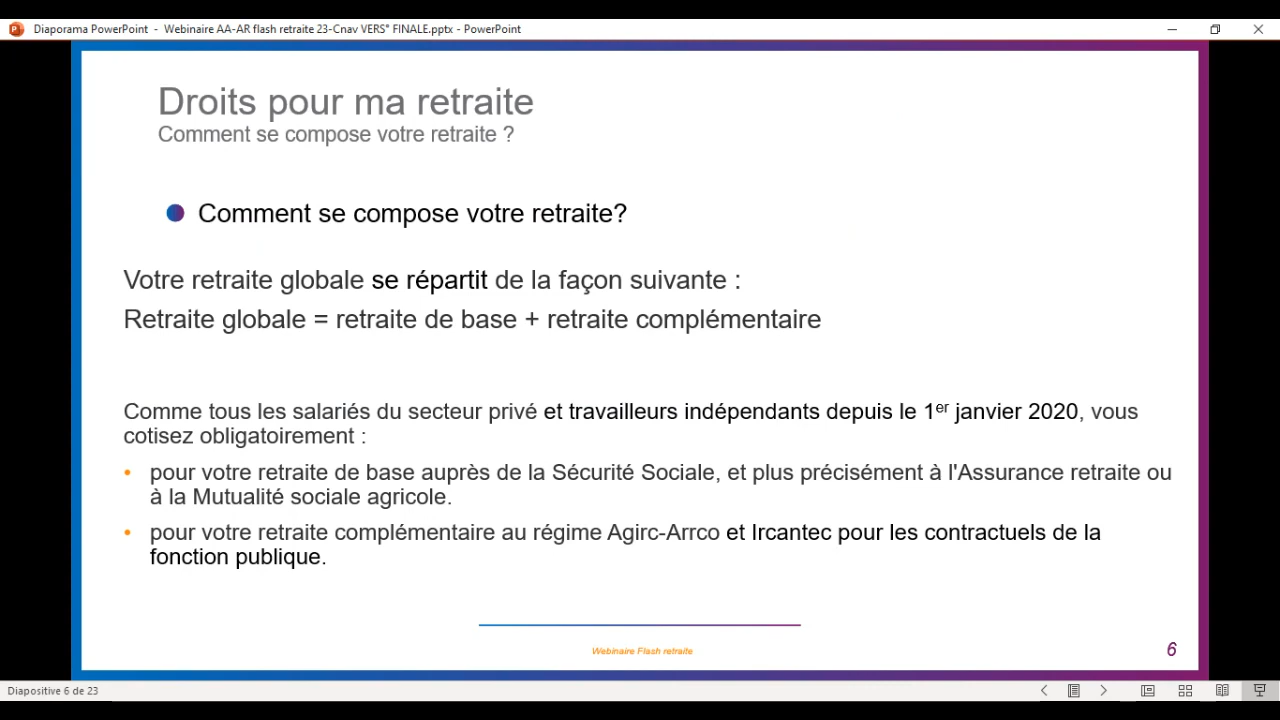 Diaporama PowerPoint - Webinaire AA-AR flash retraite 23-Cnav VERS° FINALE.pptx - PowerPoint
Droits pour ma retraite
Comment se compose votre retraite ?
Comment se compose votre retraite?
Votre retraite globale se répartit de la façon suivante :
Retraite globale = retraite de base + retraite complémentaire
Comme tous les salariés du secteur privé et travailleurs indépendants depuis le 1er janvier 2020, vous
cotisez obligatoirement :
• pour votre retraite de base auprès de la Sécurité Sociale, et plus précisément à l'Assurance retraite ou
à la Mutualité sociale agricole.
• pour votre retraite complémentaire au régime Agirc-Arrco et Ircantec pour les contractuels de la
fonction publique.
Webinaire Flash retraite
6
Diapositive 6 de 23